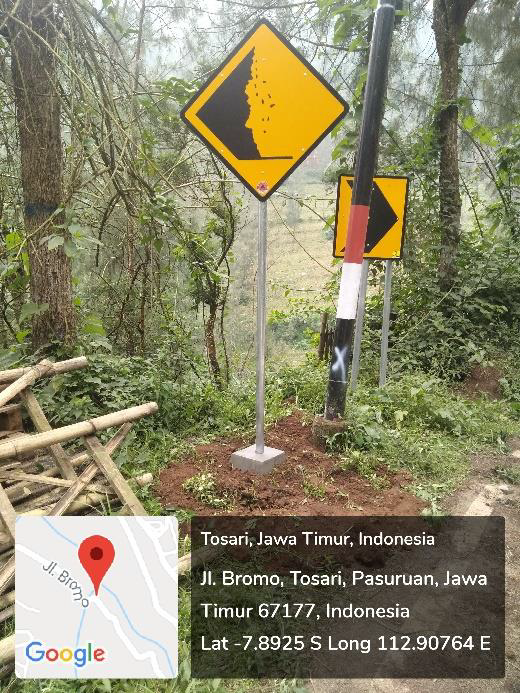 Tosari, Jawa Timur, Indonesia
Jl. Bromo, Tosari, Pasuruan, Jawa
Timur 67177, Indonesia
Lat -7.8925 S Long 112.90764 E
Jl. Bromo
Google
X